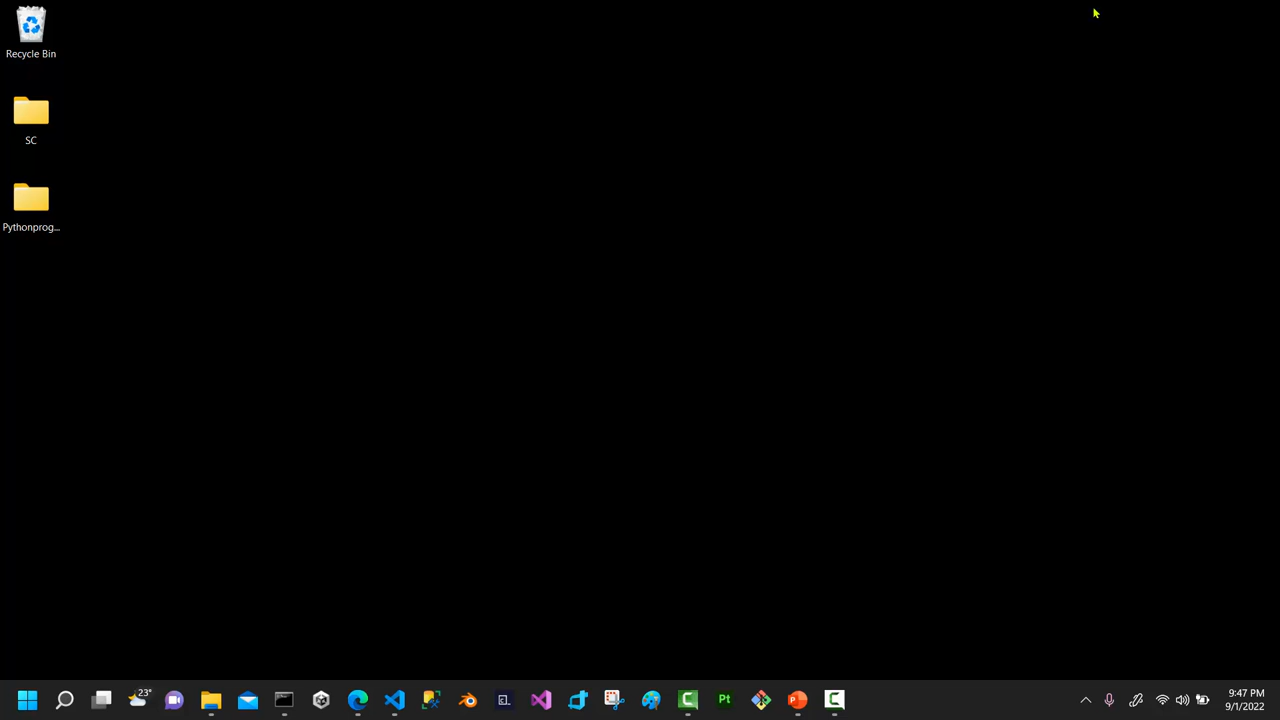 Recycle Bin
SC
Pythonprog...
23°
Pt
9:47 PM
9/1/2022